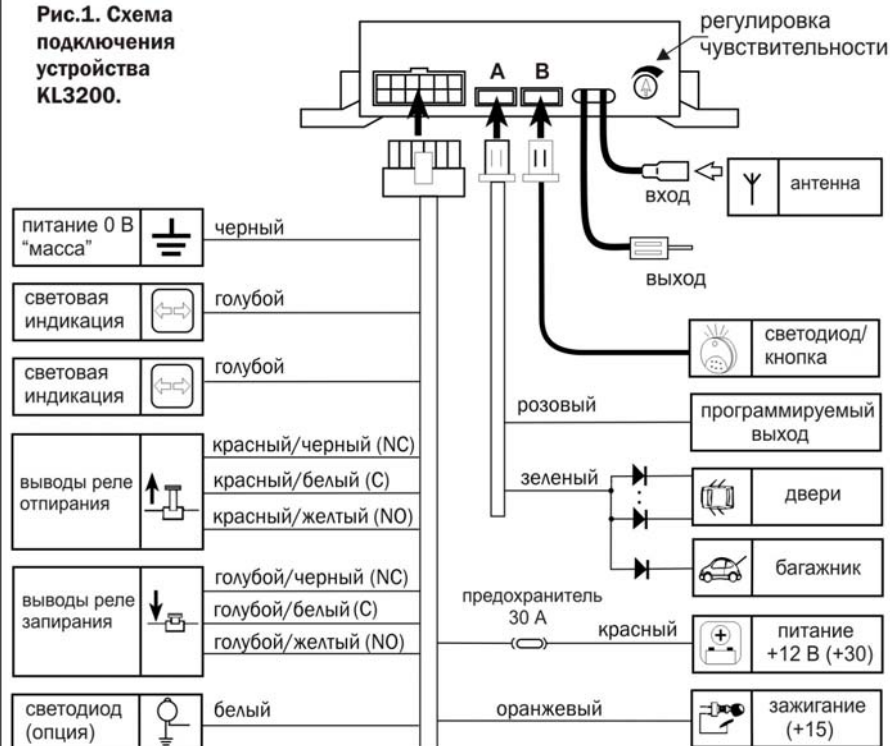 Рис.1. Схема
подключения
устройства
KL3200.
регулировка
чувствительности
A
B
вход
антенна
выход
питание 0 В
“масса”
черный
световая
индикация
голубой
световая
индикация
голубой
светодиод/
кнопка
розовый
программируемый
выход
выводы реле
отпирания
красный/черный (NC)
красный/белый (C)
красный/желтый (NO)
зеленый
двери
багажник
выводы реле
запирания
голубой/черный (NC)
голубой/белый (C)
голубой/желтый (NO)
предохранитель
30 А
красный
питание
+12 В (+30)
светодиод
(опция)
белый
оранжевый
зажигание
(+15)